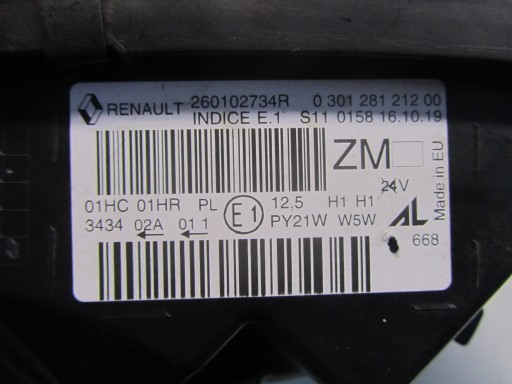 RENAULT 260102734R 0 301 281 212 00
INDICE E.1 S11 0158 16.10.19
ZM
24V
01HC 01HR PL E1 12,5 H1 H1
3434 02A 01 1 PY21W W5W AL
668
Made in EU